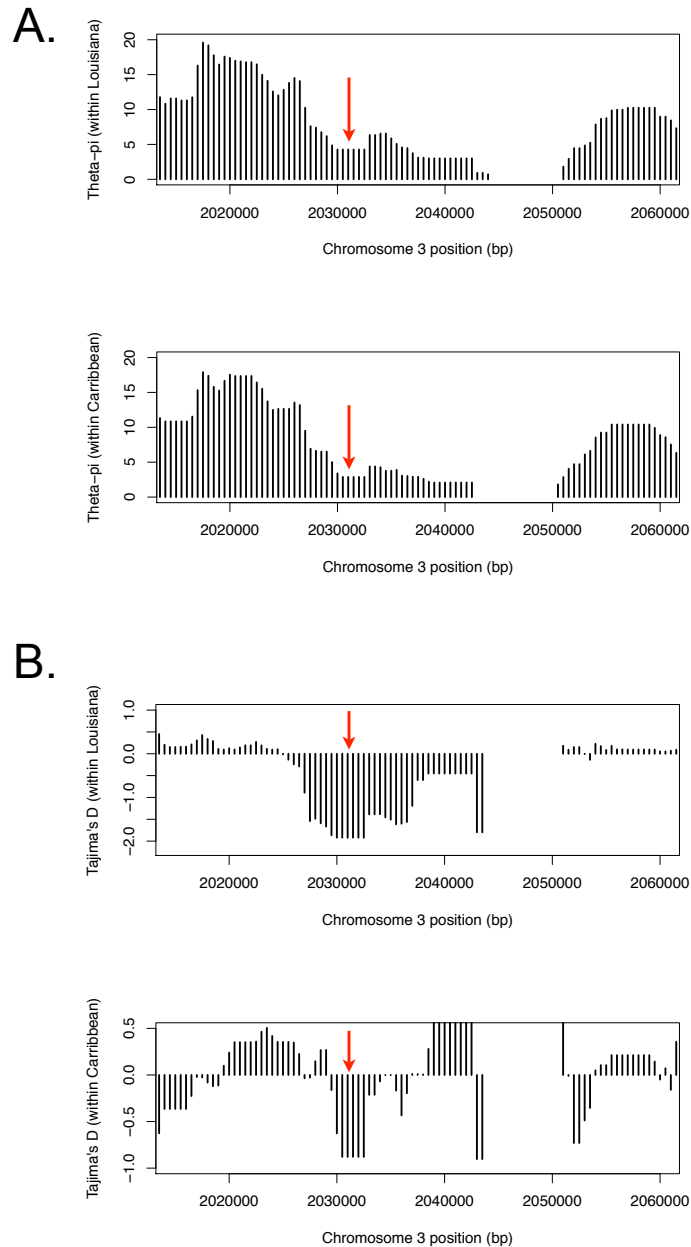 A.
Theta-pi (within Louisiana)
20
15
10
5
0
2020000 2030000 2040000 2050000 2060000
Chromosome 3 position (bp)
Theta-pi (within Carribbean)
20
15
10
5
0
2020000 2030000 2040000 2050000 2060000
Chromosome 3 position (bp)
B.
Tajima's D (within Louisiana)
1.0
0.0
-1.0
-2.0
2020000 2030000 2040000 2050000 2060000
Chromosome 3 position (bp)
Tajima's D (within Carribbean)
0.5
0.0
-0.5
-1.0
2020000 2030000 2040000 2050000 2060000
Chromosome 3 position (bp)